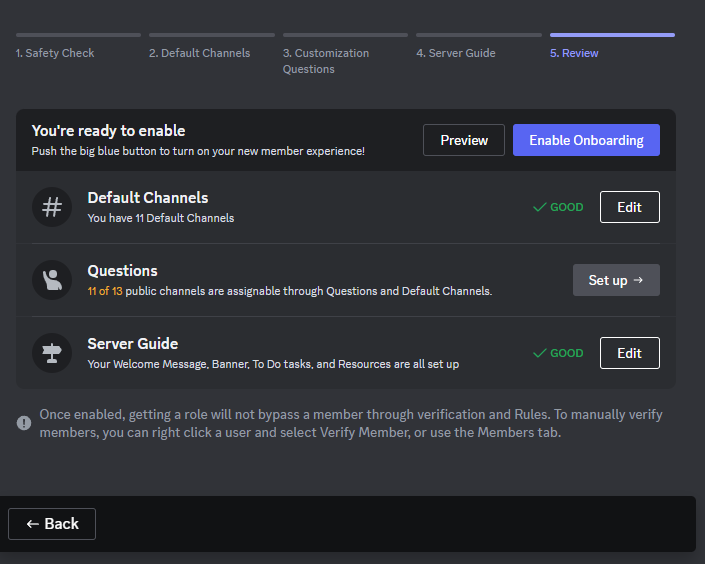 1. Safety Check
2. Default Channels
3. Customization
Questions
4. Server Guide
5. Review
You're ready to enable
Push the big blue button to turn on your new member experience!
Preview
Enable Onboarding
Default Channels
You have 11 Default Channels
GOOD
Edit
Questions
11 of 13 public channels are assignable through Questions and Default Channels.
Set up →
Server Guide
Your Welcome Message, Banner, To Do tasks, and Resources are all set up
GOOD
Edit
Once enabled, getting a role will not bypass a member through verification and Rules. To manually verify
members, you can right click a user and select Verify Member, or use the Members tab.
← Back